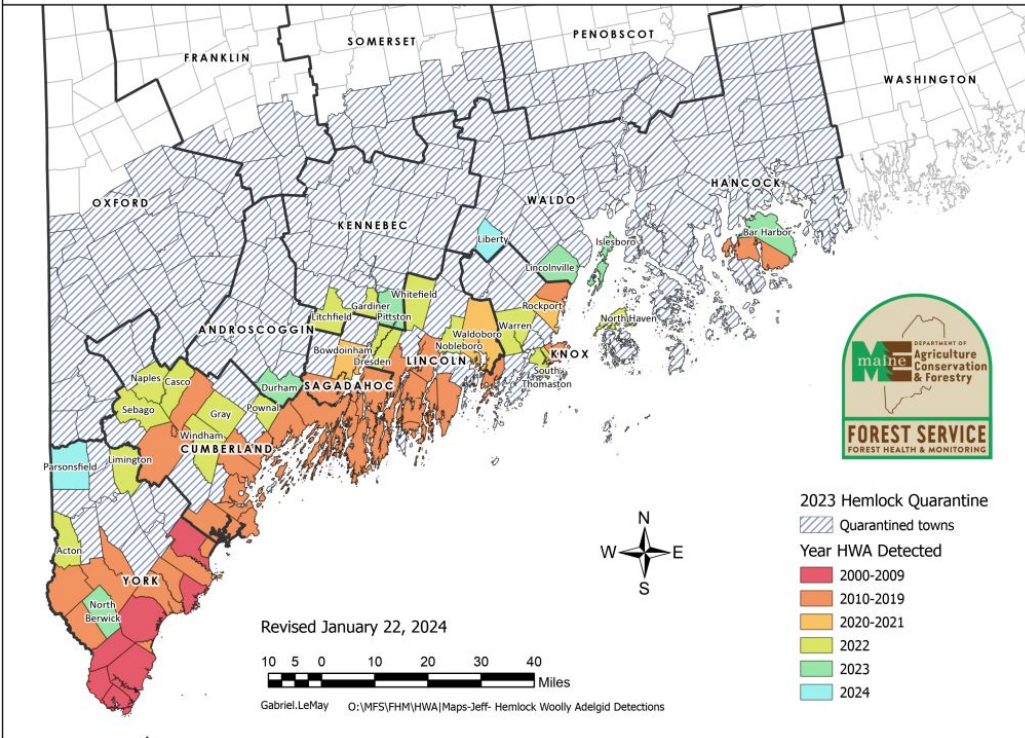 SOMERSET
PENOBSCOT
FRANKLIN
WASHINGTON
HANCOCK
OXFORD
WALDO
KENNEBEC
Bar Harbor
Liberty
Islesboro
Lincolnville
Whitefield
Gardiner
Pittston
Litchfield
Rockport
North Haven
Warren
ANDROSCOGGIN
Waldoboro
Nobleboro
Bowdoinham
Dresden
LINCOLN
KNOX
South
Thomaston
Naples
Casco
Durham
SAGADAHOC
Sebago
Gray
Pownal
Windham
CUMBERLAND
Limington
Parsonsfield
Acton
YORK
North
Berwick
maine
DEPARTMENT OF
Agriculture
Conservation
& Forestry
FOREST SERVICE
FOREST HEALTH & MONITORING
2023 Hemlock Quarantine
Quarantined towns
Year HWA Detected
2000-2009
2010-2019
2020-2021
2022
2023
2024
N
W E
S
Revised January 22, 2024
10 5 0 10 20 30 40
Miles
Gabriel.LeMay O:\MFS\FHM\HWA|Maps-Jeff- Hemlock Woolly Adelgid Detections